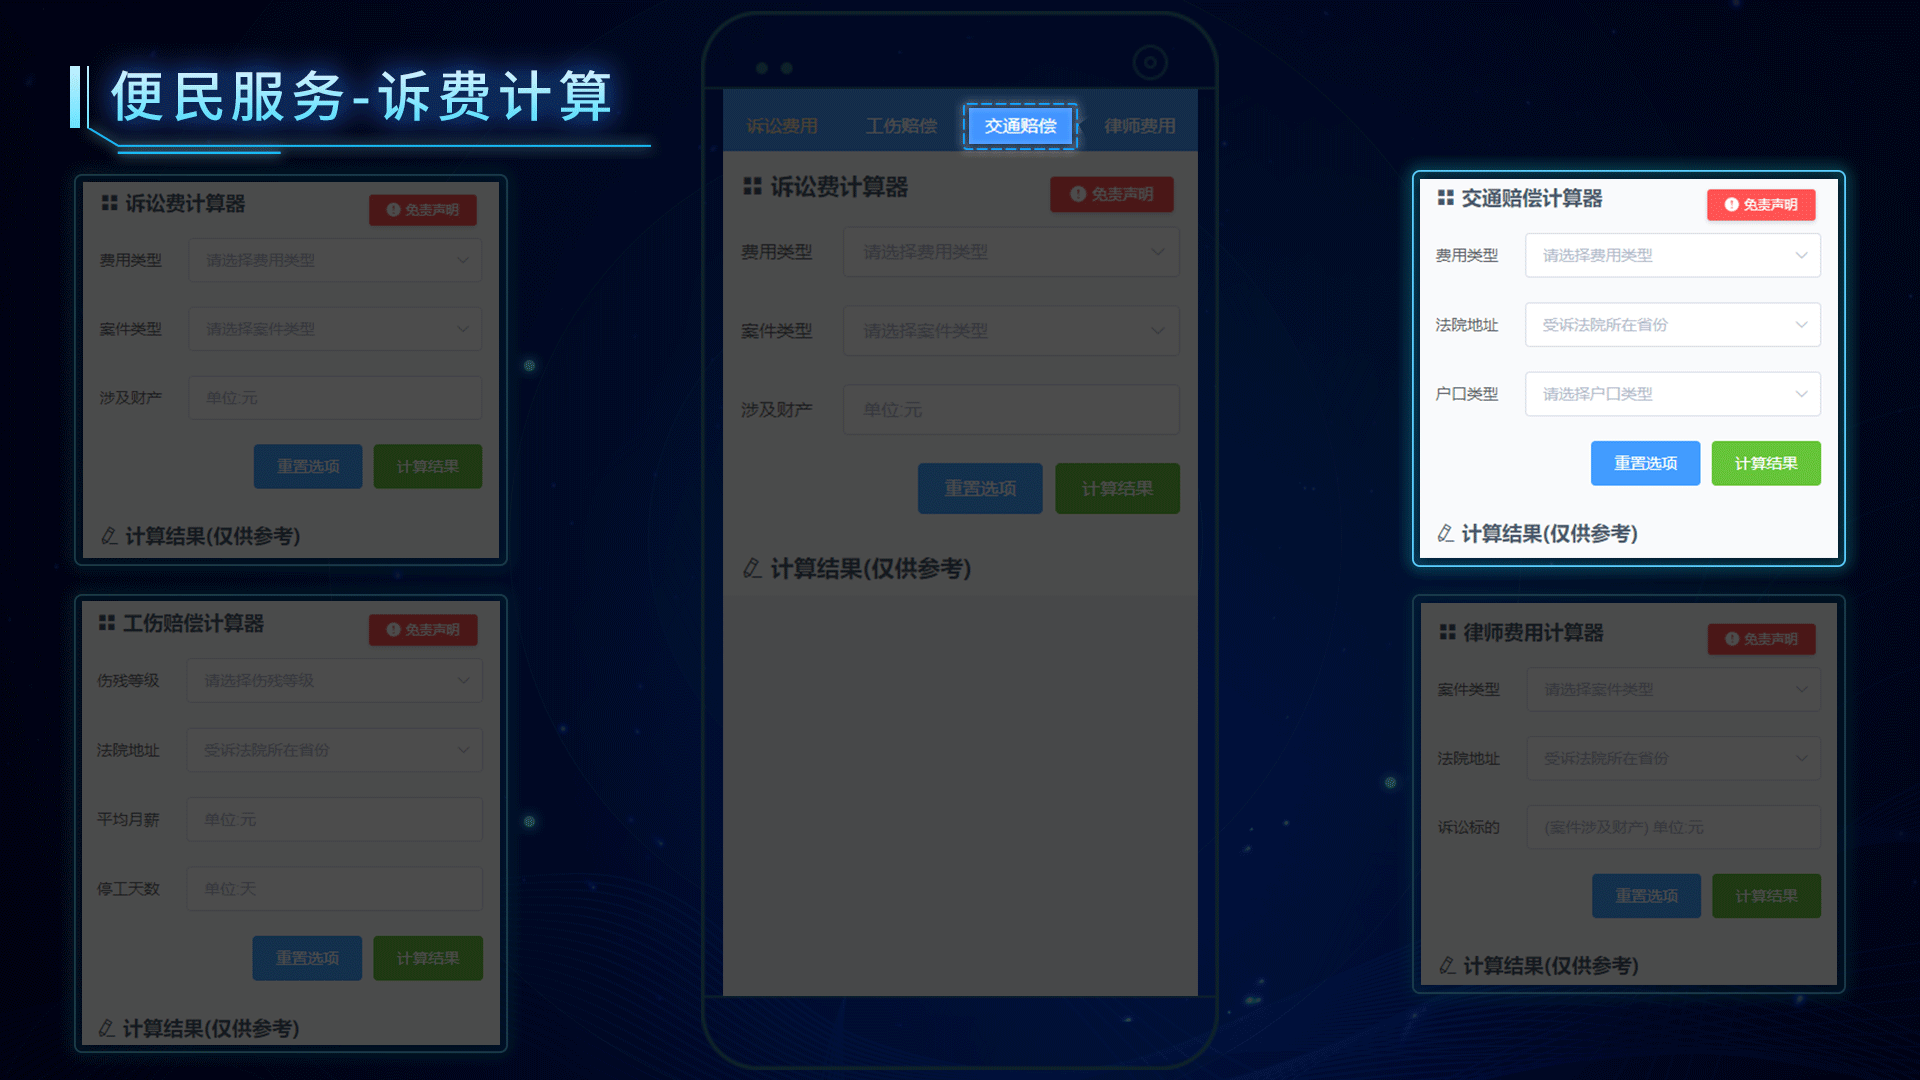 便民服务-诉费计算
诉讼费计算器
免责声明
费用类型 请选择费用类型
案件类型 请选择案件类型
涉及财产 单位:元
重置选项 计算结果
计算结果(仅供参考)
工伤赔偿计算器
免责声明
伤残等级 请选择伤残等级
法院地址 受诉法院所在省份
平均月薪 单位:元
停工天数 单位:天
重置选项 计算结果
计算结果(仅供参考)
诉讼费用 工伤赔偿 交通赔偿 律师费用
诉讼费计算器
免责声明
费用类型 请选择费用类型
案件类型 请选择案件类型
涉及财产 单位:元
重置选项 计算结果
计算结果(仅供参考)
交通赔偿计算器
免责声明
费用类型 请选择费用类型
法院地址 受诉法院所在省份
户口类型 请选择户口类型
重置选项 计算结果
计算结果(仅供参考)
律师费用计算器
免责声明
案件类型 请选择案件类型
法院地址 受诉法院所在省份
诉讼标的 (案件涉及财产) 单位:元
重置选项 计算结果
计算结果(仅供参考)